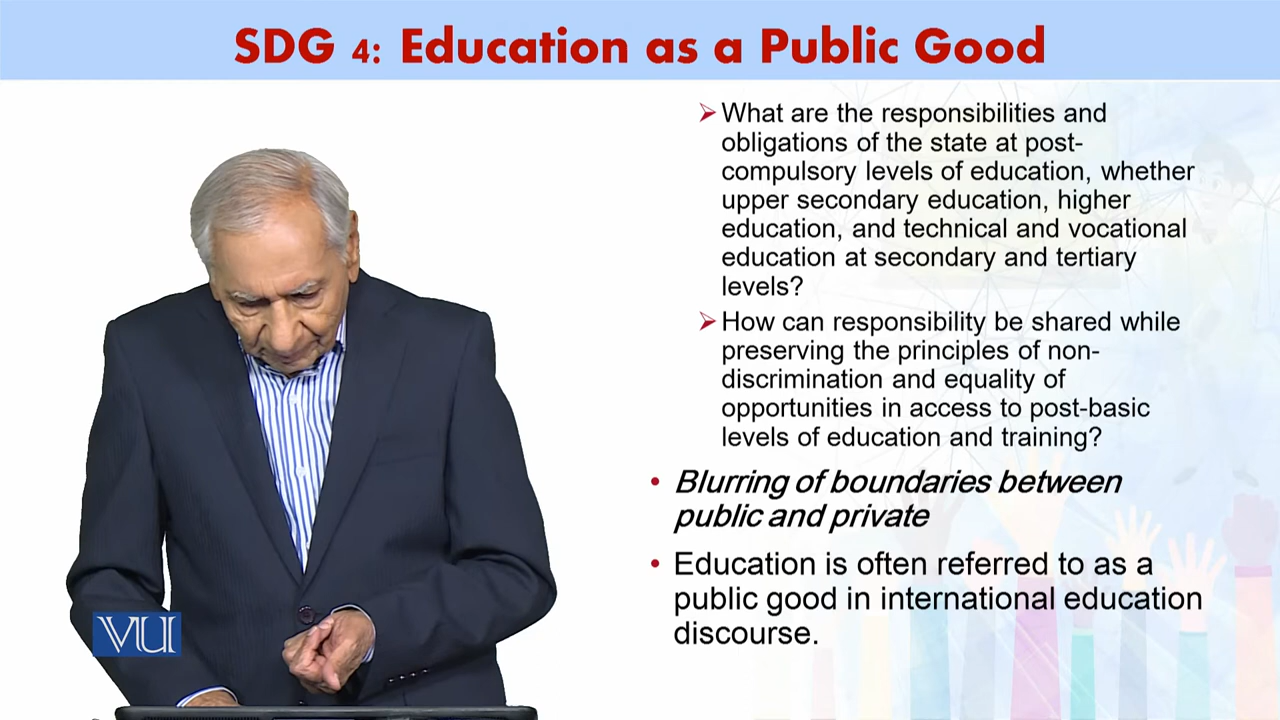 SDG 4: Education as a Public Good
➢What are the responsibilities and
obligations of the state at post-
compulsory levels of education, whether
upper secondary education, higher
education, and technical and vocational
education at secondary and tertiary
levels?
➢How can responsibility be shared while
preserving the principles of non-
discrimination and equality of
opportunities in access to post-basic
levels of education and training?
• Blurring of boundaries between
public and private
• Education is often referred to as a
public good in international education
discourse.
VU